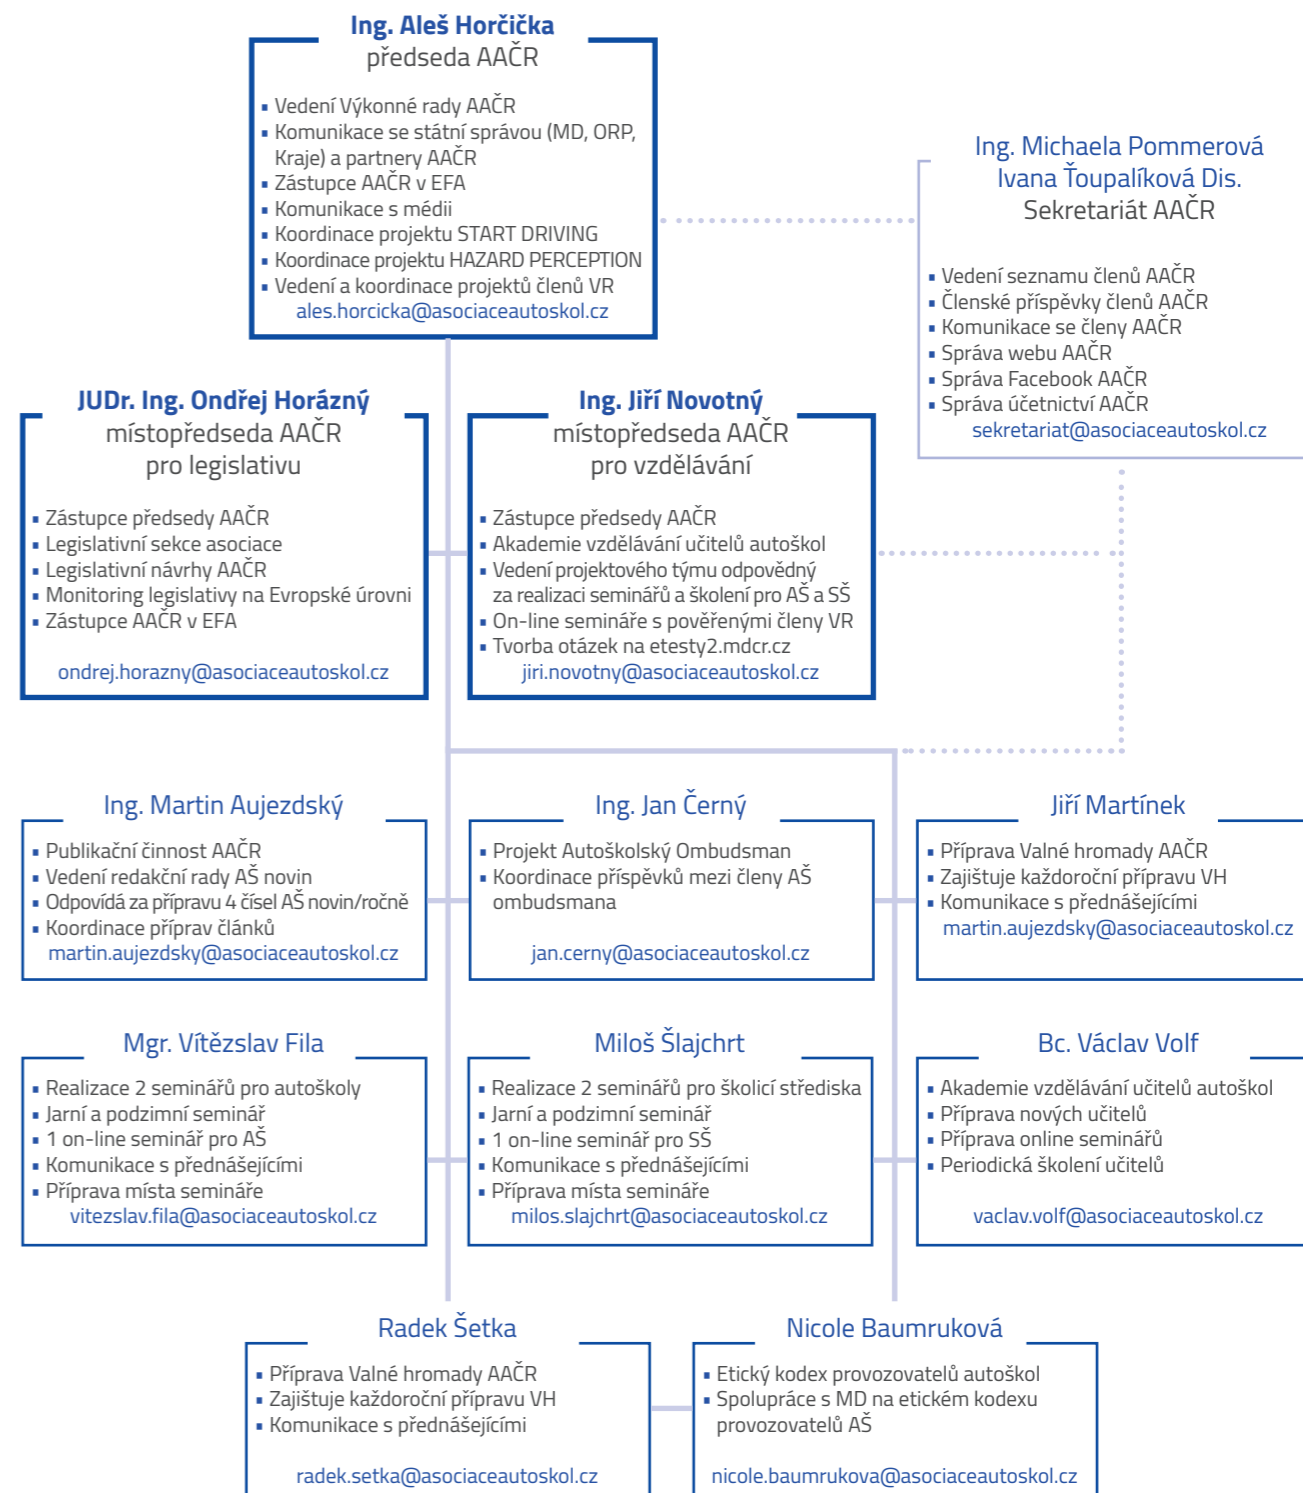 Ing. Aleš Horčička
předseda AAČR
▪ Vedení Výkonné rady AAČR
▪ Komunikace se státní správou (MD, ORP,
Kraje) a partnery AAČR
▪ Zástupce AAČR v EFA
▪ Komunikace s médii
▪ Koordinace projektu START DRIVING
▪ Koordinace projektu HAZARD PERCEPTION
▪ Vedení a koordinace projektů členů VR
ales.horcicka@asociaceautoskol.cz
Ing. Michaela Pommerová
Ivana Ťoupalíková Dis.
Sekretariát AAČR
▪ Vedení seznamu členů AAČR
▪ Členské příspěvky členů AAČR
▪ Komunikace se členy AAČR
▪ Správa webu AAČR
▪ Správa Facebook AAČR
▪ Správa účetnictví AAČR
sekretariat@asociaceautoskol.cz
JUDr. Ing. Ondřej Horázný
místopředseda AAČR
pro legislativu
▪ Zástupce předsedy AAČR
▪ Legislativní sekce asociace
▪ Legislativní návrhy AAČR
▪ Monitoring legislativy na Evropské úrovni
▪ Zástupce AAČR v EFA
ondrej.horazny@asociaceautoskol.cz
Ing. Jiří Novotný
místopředseda AAČR
pro vzdělávání
▪ Zástupce předsedy AAČR
▪ Akademie vzdělávání učitelů autoškol
▪ Vedení projektového týmu odpovědný
za realizaci seminářů a školení pro AŠ a SŠ
▪ On-line semináře s pověřenými členy VR
▪ Tvorba otázek na etesty2.mdcr.cz
jiri.novotny@asociaceautoskol.cz
Ing. Martin Aujezdský
▪ Publikační činnost AAČR
▪ Vedení redakční rady AŠ novin
▪ Odpovídá za přípravu 4 čísel AŠ novin/ročně
▪ Koordinace příprav článků
martin.aujezdsky@asociaceautoskol.cz
Ing. Jan Černý
▪ Projekt Autoškolský Ombudsman
▪ Koordinace příspěvků mezi členy AŠ
ombudsmana
jan.cerny@asociaceautoskol.cz
Jiří Martínek
▪ Příprava Valné hromady AAČR
▪ Zajištuje každoroční přípravu VH
▪ Komunikace s přednášejícími
martin.aujezdsky@asociaceautoskol.cz
Mgr. Vítězslav Fila
▪ Realizace 2 seminářů pro autoškoly
▪ Jarní a podzimní seminář
▪ 1 on-line seminář pro AŠ
▪ Komunikace s přednášejícími
▪ Příprava místa semináře
vitezslav.fila@asociaceautoskol.cz
Miloš Šlajchrt
▪ Realizace 2 seminářů pro školicí střediska
▪ Jarní a podzimní seminář
▪ 1 on-line seminář pro SŠ
▪ Komunikace s přednášejícími
▪ Příprava místa semináře
milos.slajchrt@asociaceautoskol.cz
Bc. Václav Volf
▪ Akademie vzdělávání učitelů autoškol
▪ Příprava nových učitelů
▪ Příprava online seminářů
▪ Periodická školení učitelů
vaclav.volf@asociaceautoskol.cz
Radek Šetka
▪ Příprava Valné hromady AAČR
▪ Zajištuje každoroční přípravu VH
▪ Komunikace s přednášejícími
radek.setka@asociaceautoskol.cz
Nicole Baumruková
▪ Etický kodex provozovatelů autoškol
▪ Spolupráce s MD na etickém kodexu
provozovatelů AŠ
nicole.baumrukova@asociaceautoskol.cz